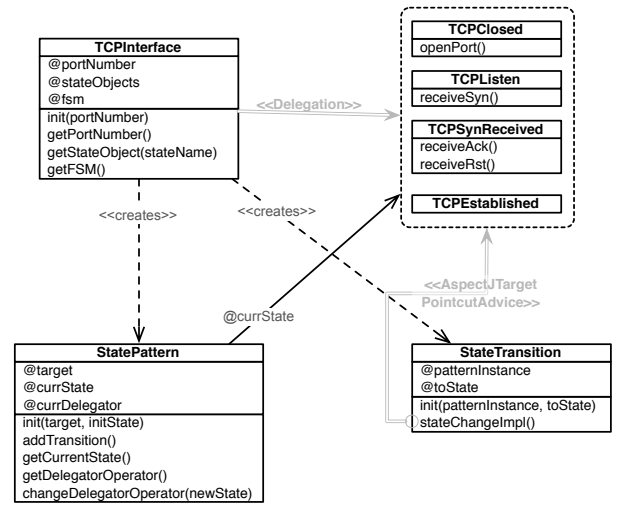 TCPInterface
@portNumber
@stateObjects
@fsm
init(portNumber)
getPortNumber()
getStateObject(stateName)
getFSM()
<<Delegation>>
TCPClosed
openPort()
TCPListen
receiveSyn()
TCPSynReceived
receiveAck()
receiveRst()
TCPEstablished
<<creates>>
<<creates>>
<<AspectJTarget
PointcutAdvice>>
@currState
StatePattern
@target
@currState
@currDelegator
init(target, initState)
addTransition()
getCurrentState()
getDelegatorOperator()
changeDelegatorOperator(newState)
StateTransition
@patternInstance
@toState
init(patternInstance, toState)
stateChangeImpl()